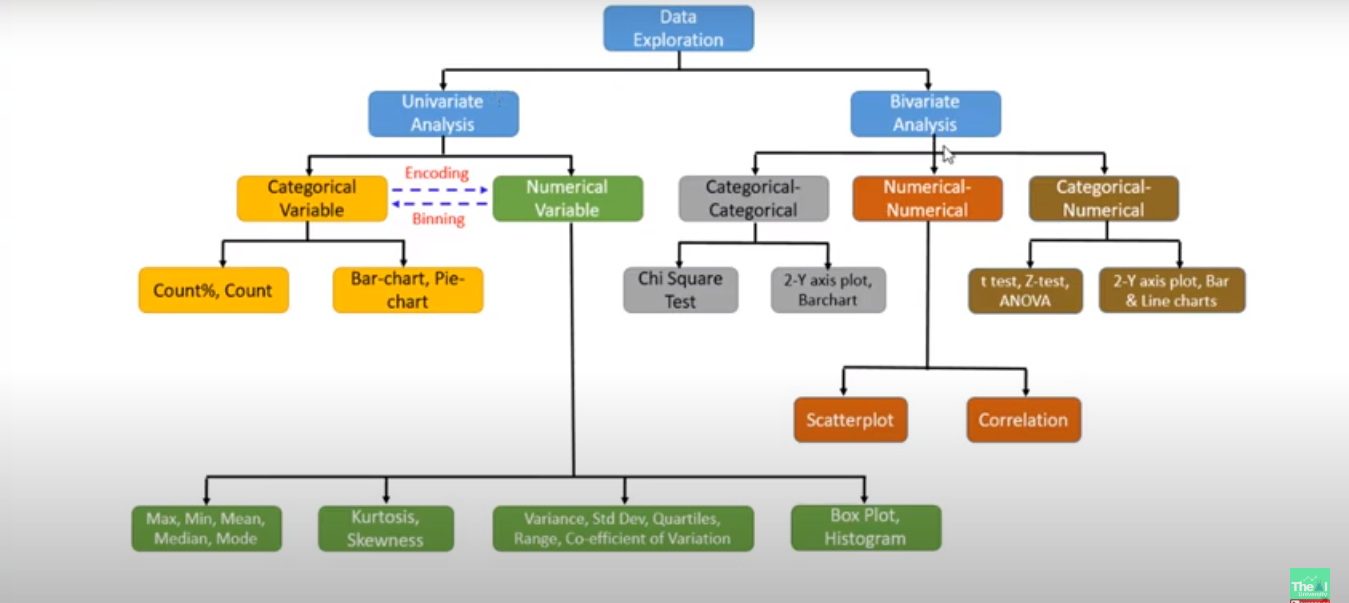 Data
Exploration
Univariate
Analysis
Bivariate
Analysis
Categorical
Variable
Encoding
Binning
Numerical
Variable
Categorical-
Categorical
Numerical-
Numerical
Categorical-
Numerical
Count%, Count
Bar-chart, Pie-
chart
Chi Square
Test
2-Y axis plot,
Barchart
t test, Z-test,
ANOVA
2-Y axis plot, Bar
& Line charts
Scatterplot
Correlation
Max, Min, Mean,
Median, Mode
Kurtosis,
Skewness
Variance, Std Dev, Quartiles,
Range, Co-efficient of Variation
Box Plot,
Histogram
The AI
University